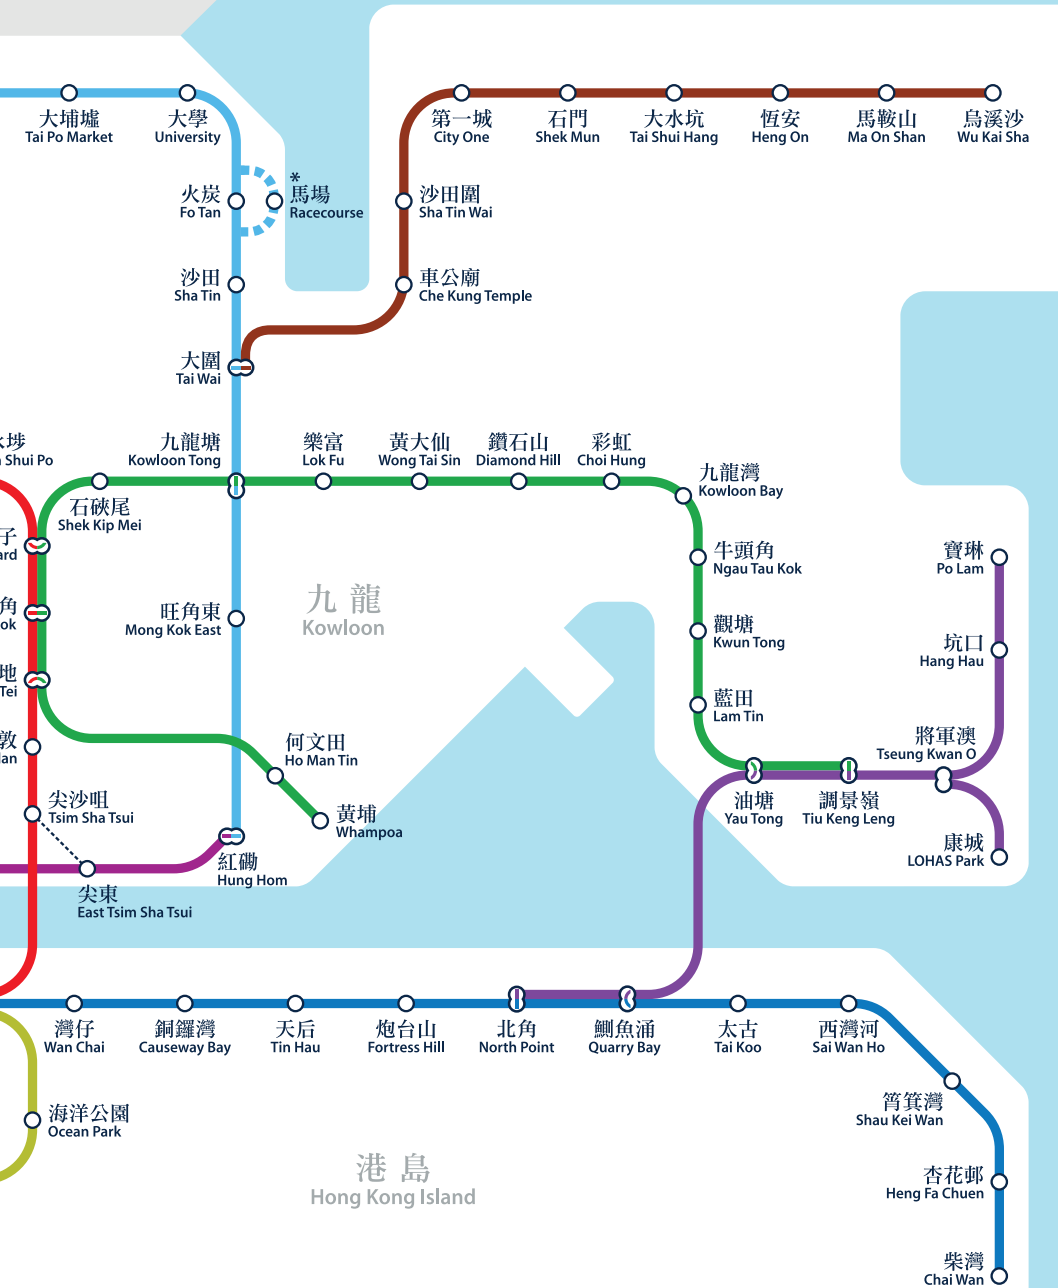 大埔墟
Tai Po Market
大學
University
第一城
City One
石門
Shek Mun
大水坑
Tai Shui Hang
恆安
Heng On
馬鞍山
Ma On Shan
烏溪沙
Wu Kai Sha
火炭
Fo Tan
*
馬場
Racecourse
沙田圍
Sha Tin Wai
沙田
Sha Tin
車公廟
Che Kung Temple
大圍
Tai Wai
埗
Shui Po
九龍塘
Kowloon Tong
樂富
Lok Fu
黃大仙
Wong Tai Sin
鑽石山
Diamond Hill
彩虹
Choi Hung
九龍灣
Kowloon Bay
石硤尾
Shek Kip Mei
子
ard
牛頭角
Ngau Tau Kok
寶琳
Po Lam
角
ok
旺角東
Mong Kok East
九龍
Kowloon
觀塘
Kwun Tong
坑口
Hang Hau
地
Tei
藍田
Lam Tin
敦
dan
何文田
Ho Man Tin
將軍澳
Tseung Kwan O
尖沙咀
Tsim Sha Tsui
黃埔
Whampoa
油塘
Yau Tong
調景嶺
Tiu Keng Leng
紅磡
Hung Hom
康城
LOHAS Park
尖東
East Tsim Sha Tsui
灣仔
Wan Chai
銅鑼灣
Causeway Bay
天后
Tin Hau
炮台山
Fortress Hill
北角
North Point
鰂魚涌
Quarry Bay
太古
Tai Koo
西灣河
Sai Wan Ho
海洋公園
Ocean Park
筲箕灣
Shau Kei Wan
港島
Hong Kong Island
杏花邨
Heng Fa Chuen
柴灣
Chai Wan